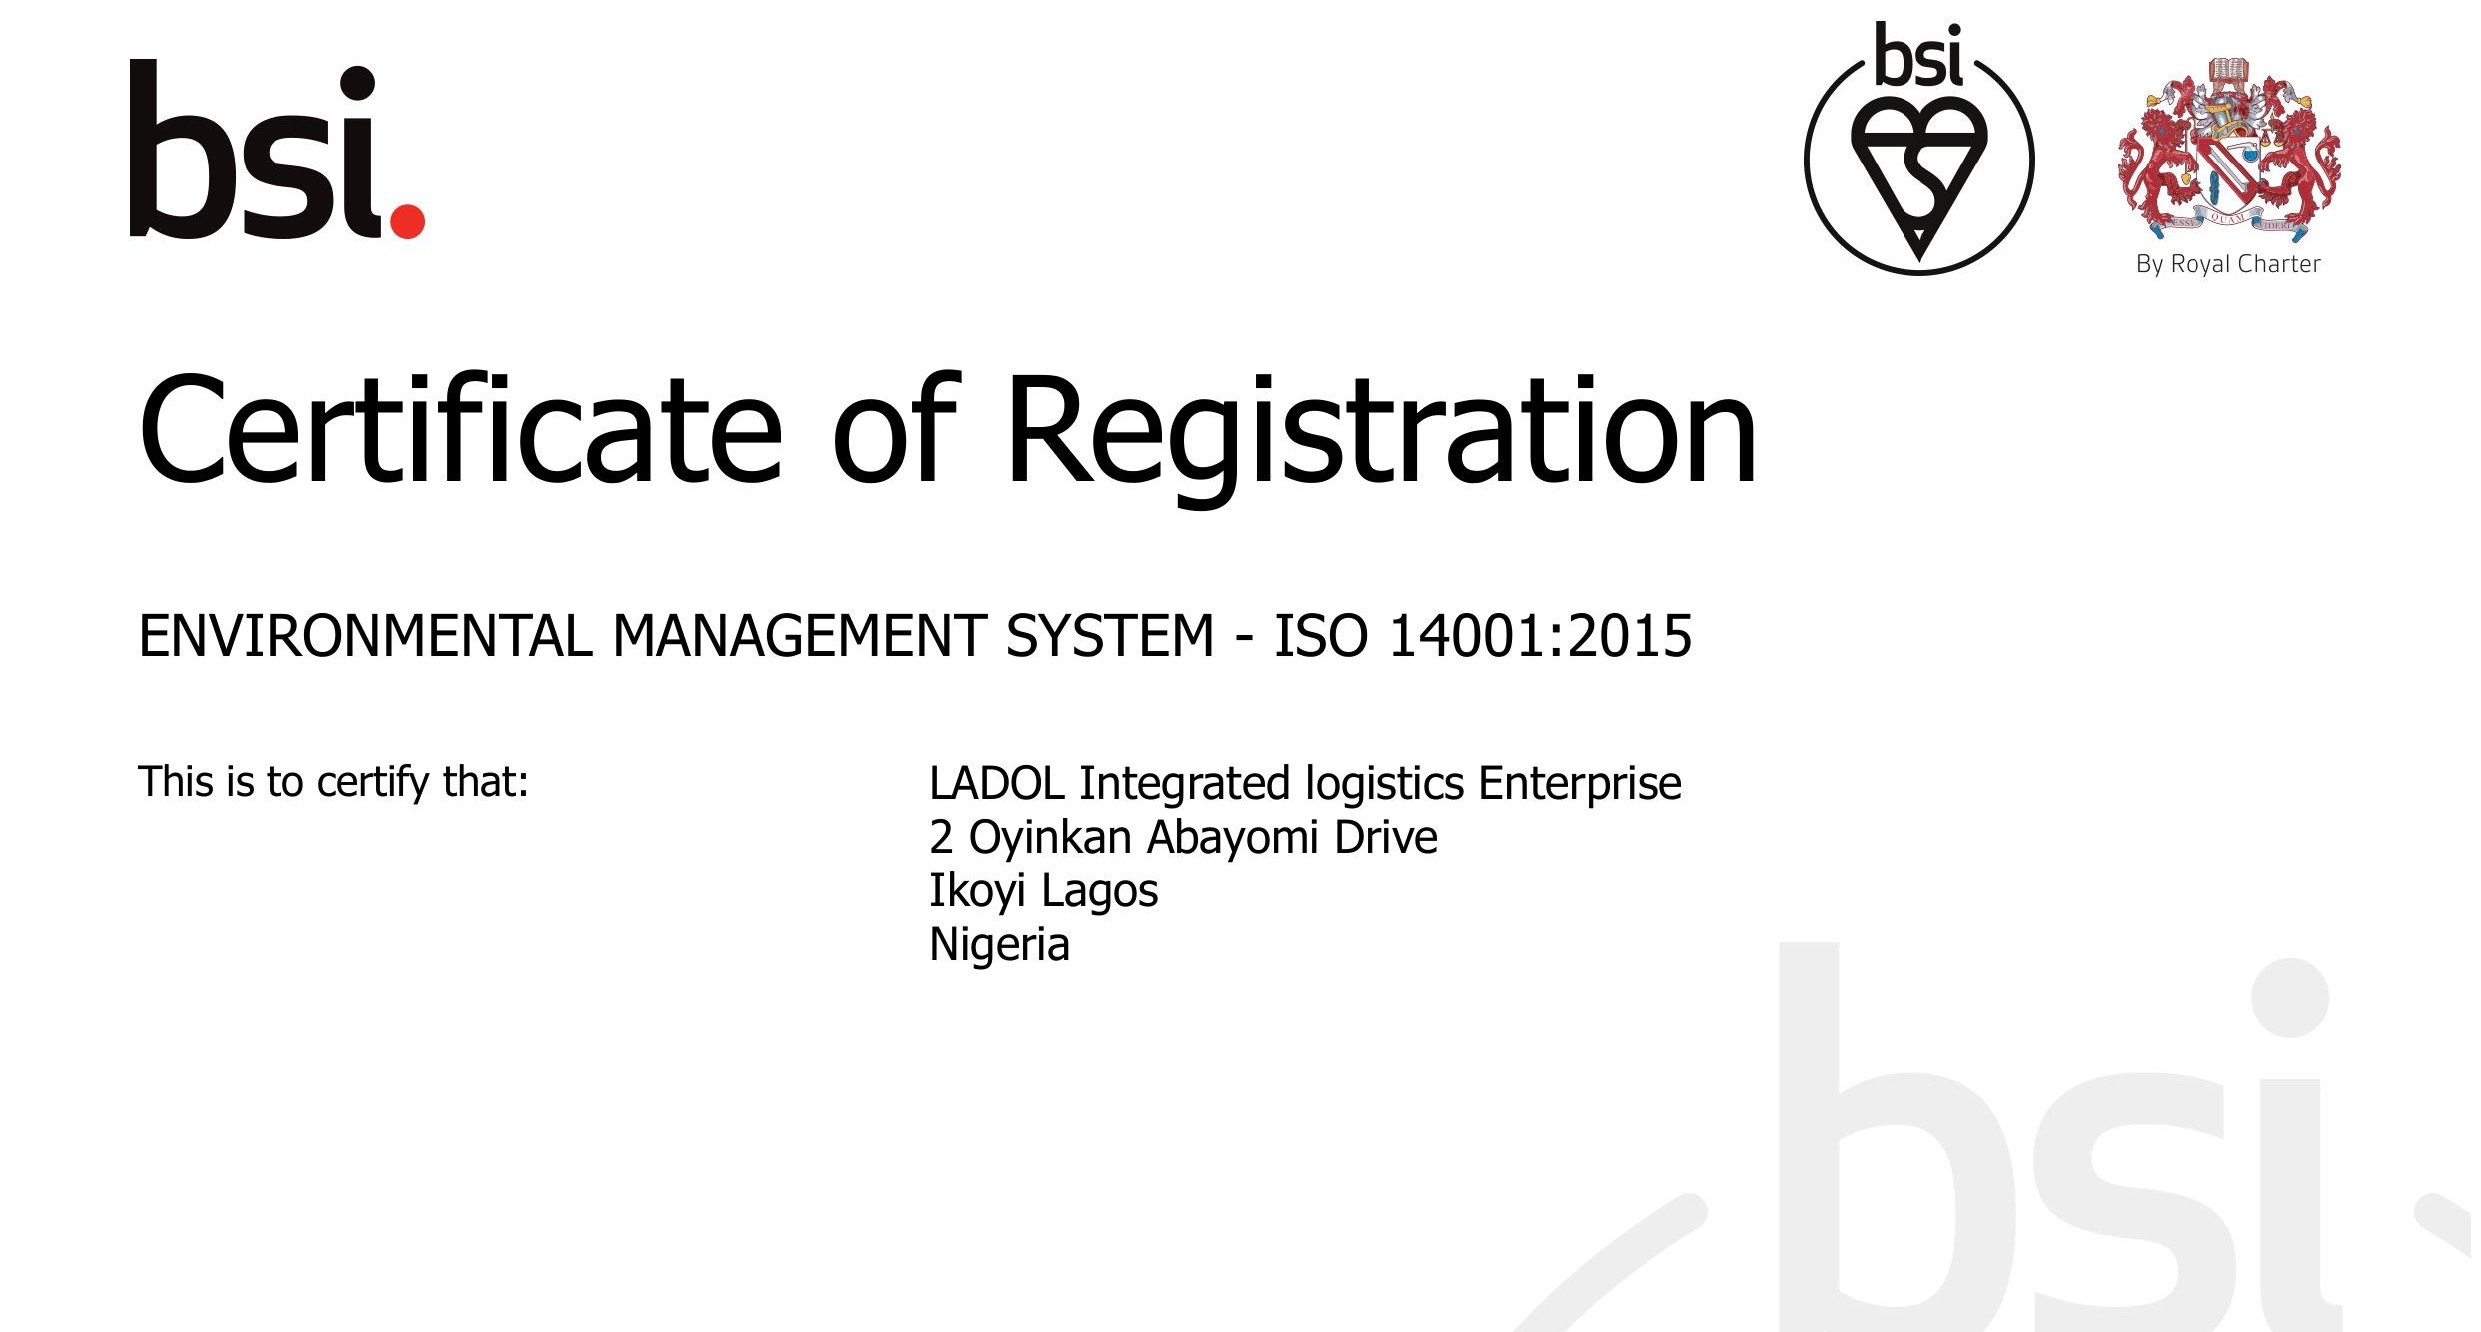 bsi.
bsi
ESSE QUAM VIDERI
By Royal Charter
Certificate of Registration
ENVIRONMENTAL MANAGEMENT SYSTEM - ISO 14001:2015
This is to certify that:
LADOL Integrated logistics Enterprise
2 Oyinkan Abayomi Drive
Ikoyi Lagos
Nigeria
bsi